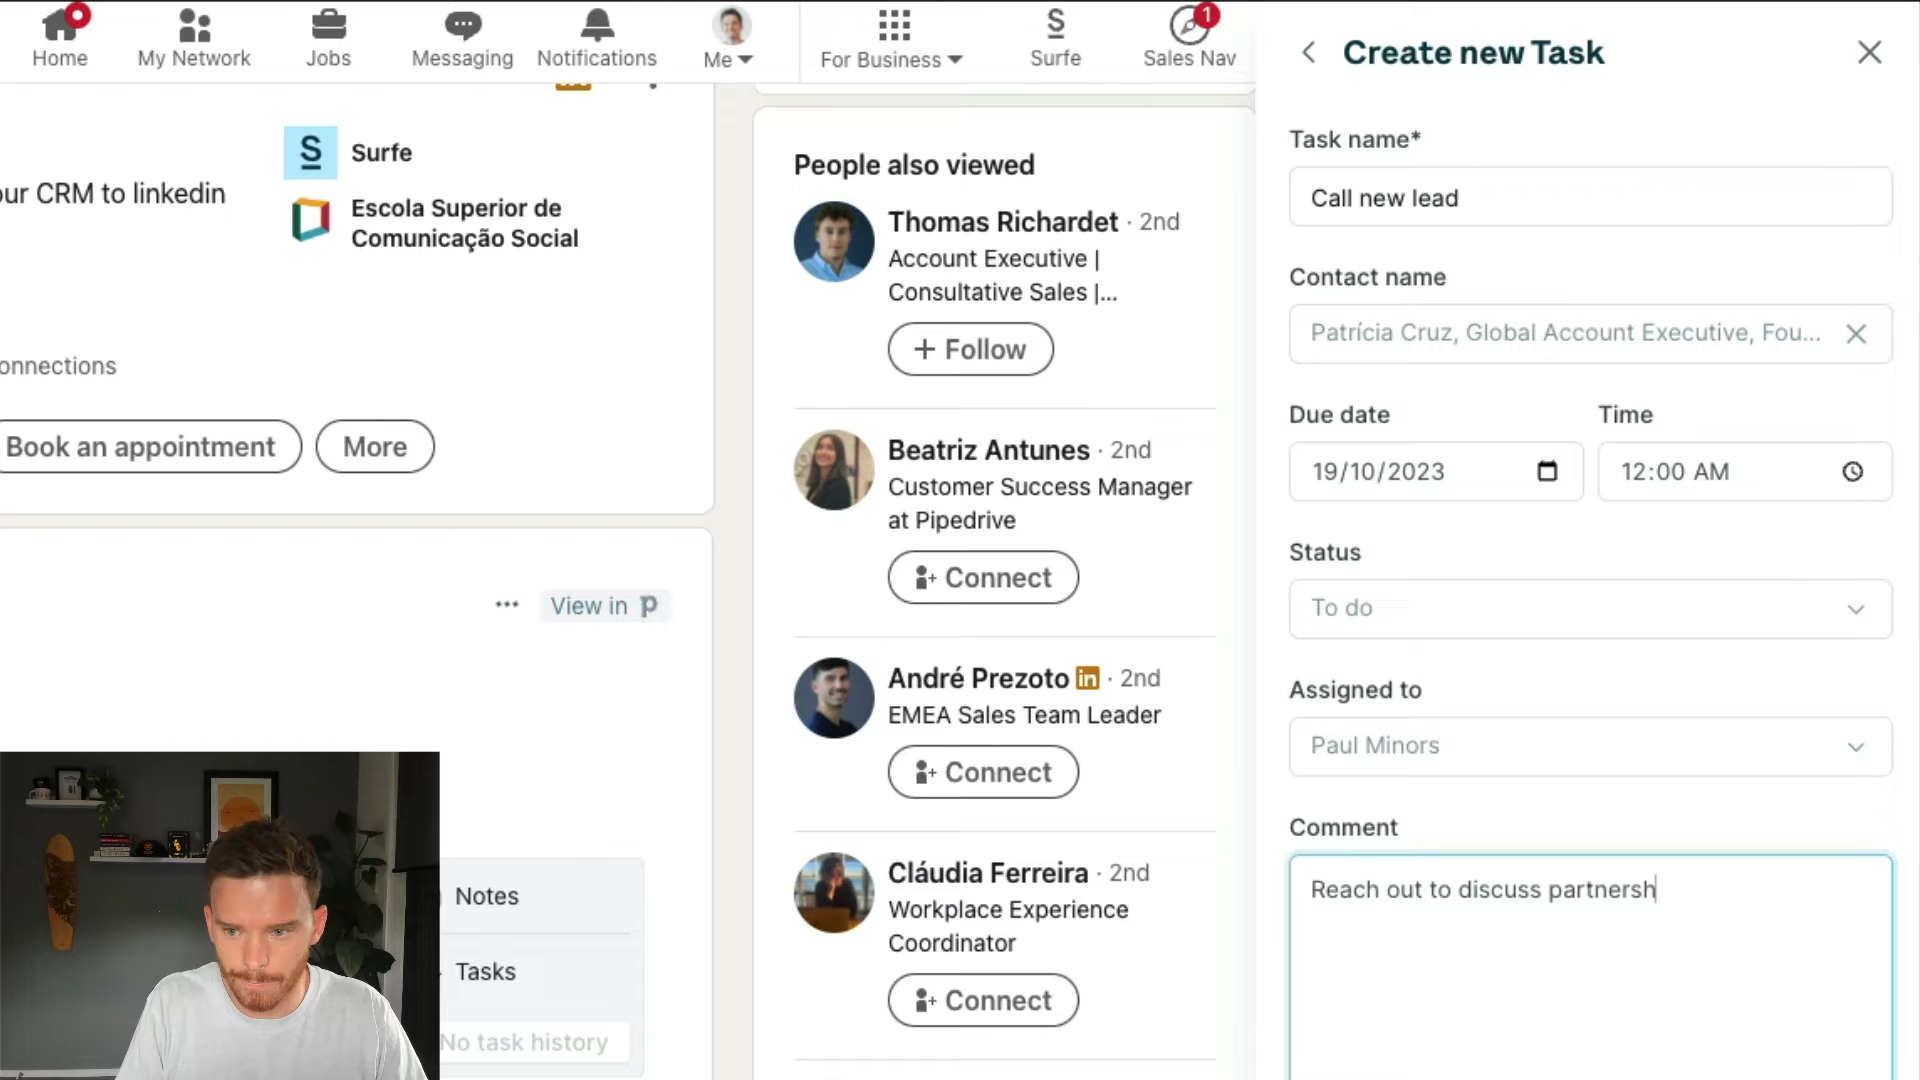 Home
My Network
Jobs
Messaging
Notifications
Me
For Business
S
Surfe
1
Sales Nav
S
Surfe
our CRM to linkedin
Escola Superior de
Comunicação Social
onnections
Book an appointment
More
View in p
Notes
Tasks
No task history
People also viewed
Thomas Richardet · 2nd
Account Executive |
Consultative Sales |...
+ Follow
Beatriz Antunes · 2nd
Customer Success Manager
at Pipedrive
Connect
André Prezoto in · 2nd
EMEA Sales Team Leader
Connect
Cláudia Ferreira · 2nd
Workplace Experience
Coordinator
Connect
Create new Task
Task name*
Call new lead
Contact name
Patrícia Cruz, Global Account Executive, Fou...
Due date
Time
19/10/2023
12:00 AM
Status
To do
Assigned to
Paul Minors
Comment
Reach out to discuss partnersh